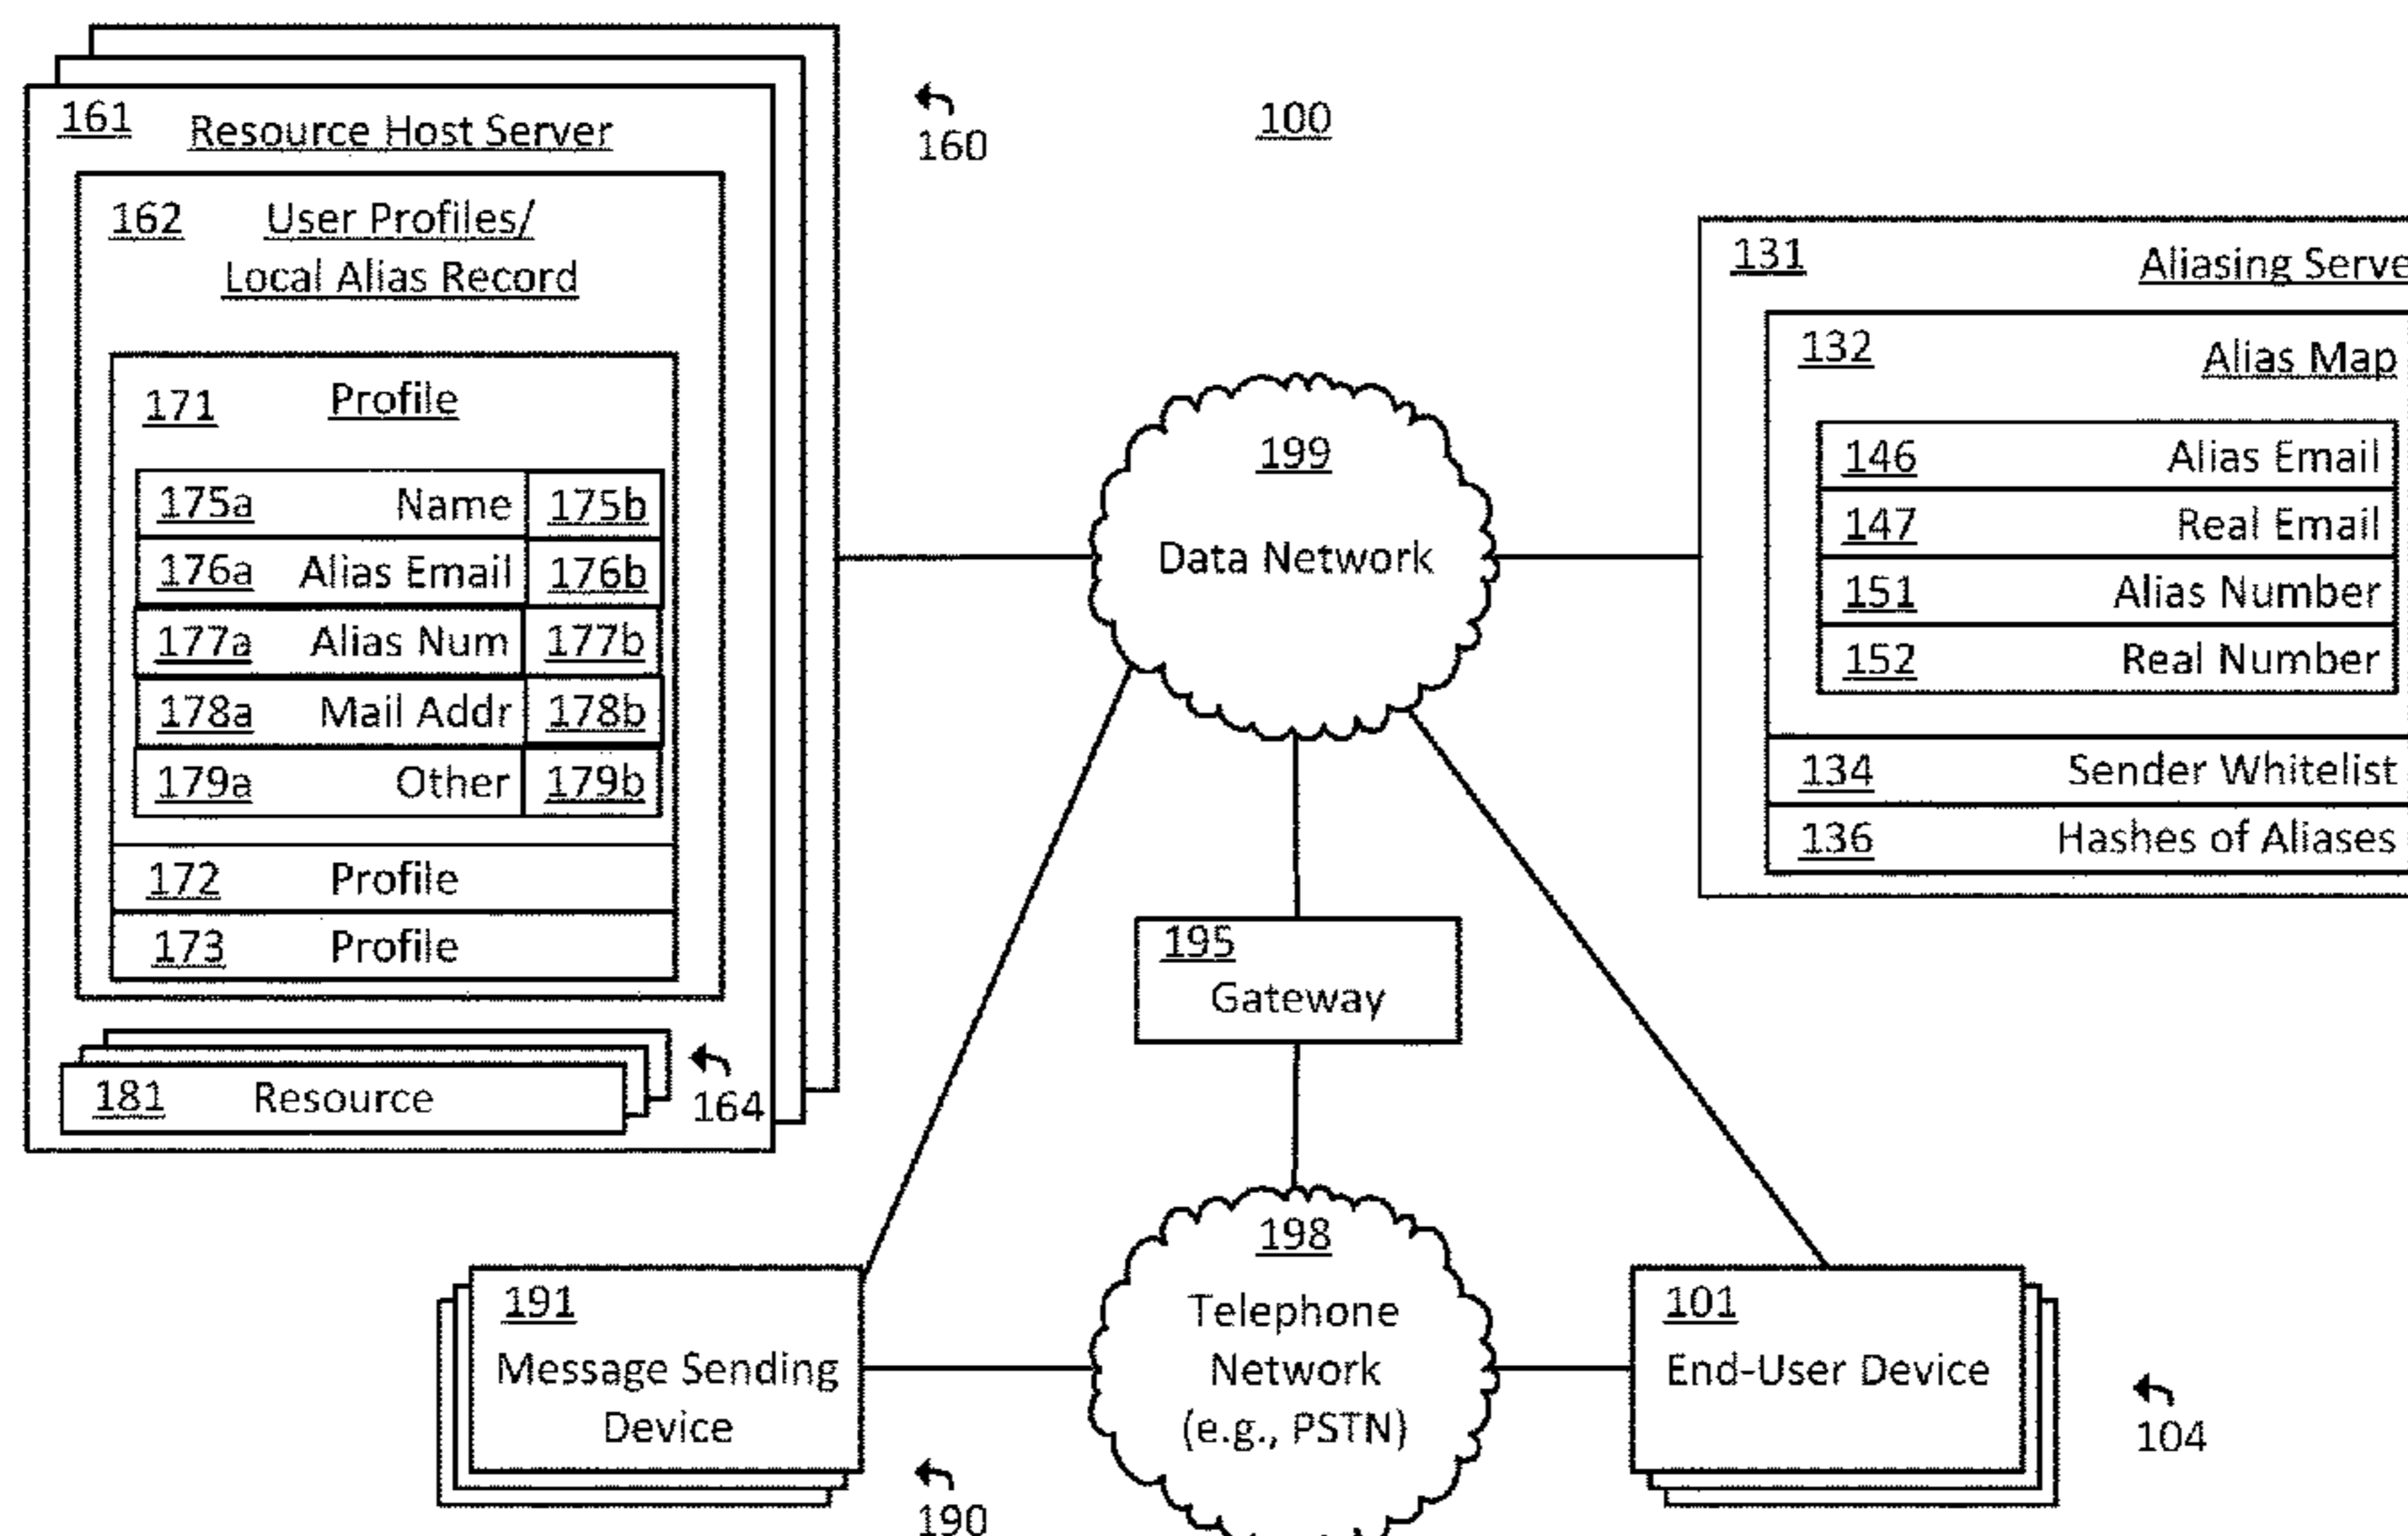 161 Resource Host Server
162 User Profiles/
Local Alias Record
171 Profile
175a Name 175b
176a Alias Email 176b
177a Alias Num 177b
178a Mail Addr 178b
179a Other 179b
172 Profile
173 Profile
181 Resource
164
160
100
199
Data Network
131 Aliasing Serve
132 Alias Map
146 Alias Email
147 Real Email
151 Alias Number
152 Real Number
134 Sender Whitelist
136 Hashes of Aliases
195
Gateway
191
Message Sending
Device
190
198
Telephone
Network
(e.g., PSTN)
101
End-User Device
104